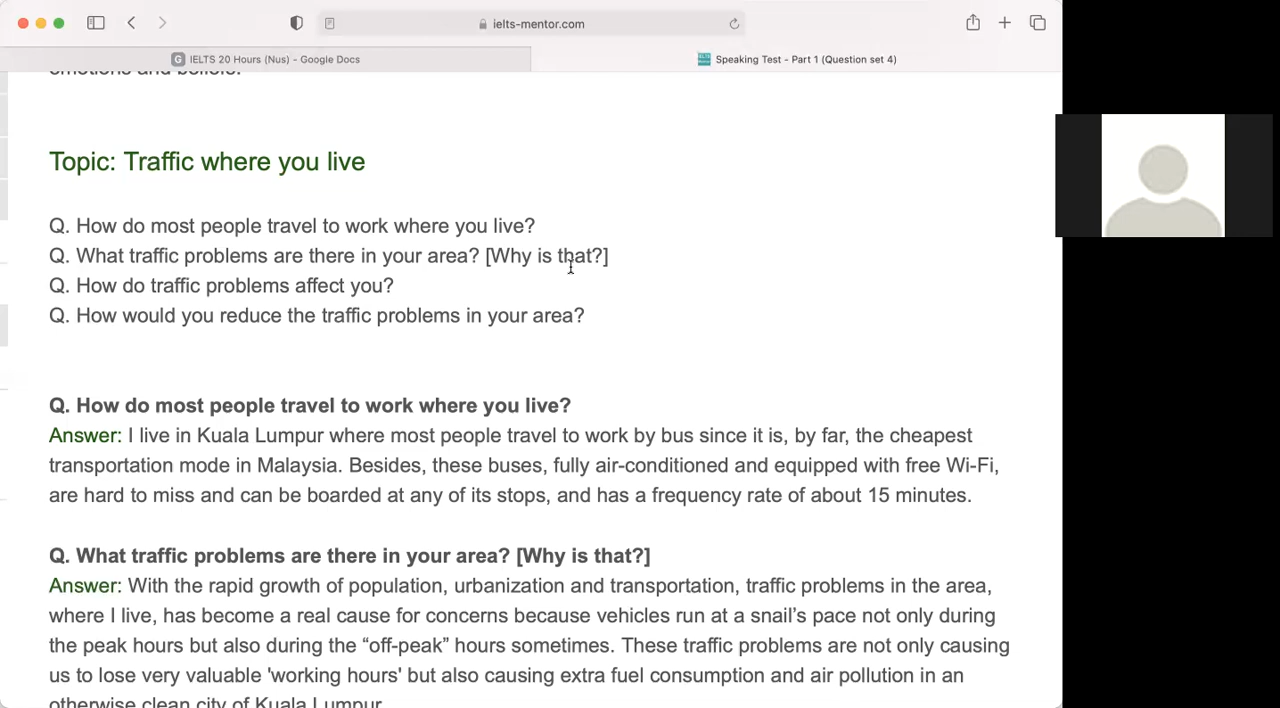 ielts-mentor.com
IELTS 20 Hours (Nus) - Google Docs
Speaking Test - Part 1 (Question set 4)
emotions and beliefs.
Topic: Traffic where you live
Q. How do most people travel to work where you live?
Q. What traffic problems are there in your area? [Why is that?]
Q. How do traffic problems affect you?
Q. How would you reduce the traffic problems in your area?
Q. How do most people travel to work where you live?
Answer: I live in Kuala Lumpur where most people travel to work by bus since it is, by far, the cheapest
transportation mode in Malaysia. Besides, these buses, fully air-conditioned and equipped with free Wi-Fi,
are hard to miss and can be boarded at any of its stops, and has a frequency rate of about 15 minutes.
Q. What traffic problems are there in your area? [Why is that?]
Answer: With the rapid growth of population, urbanization and transportation, traffic problems in the area,
where I live, has become a real cause for concerns because vehicles run at a snail’s pace not only during
the peak hours but also during the “off-peak” hours sometimes. These traffic problems are not only causing
us to lose very valuable 'working hours' but also causing extra fuel consumption and air pollution in an
otherwise clean city of Kuala Lumpur.